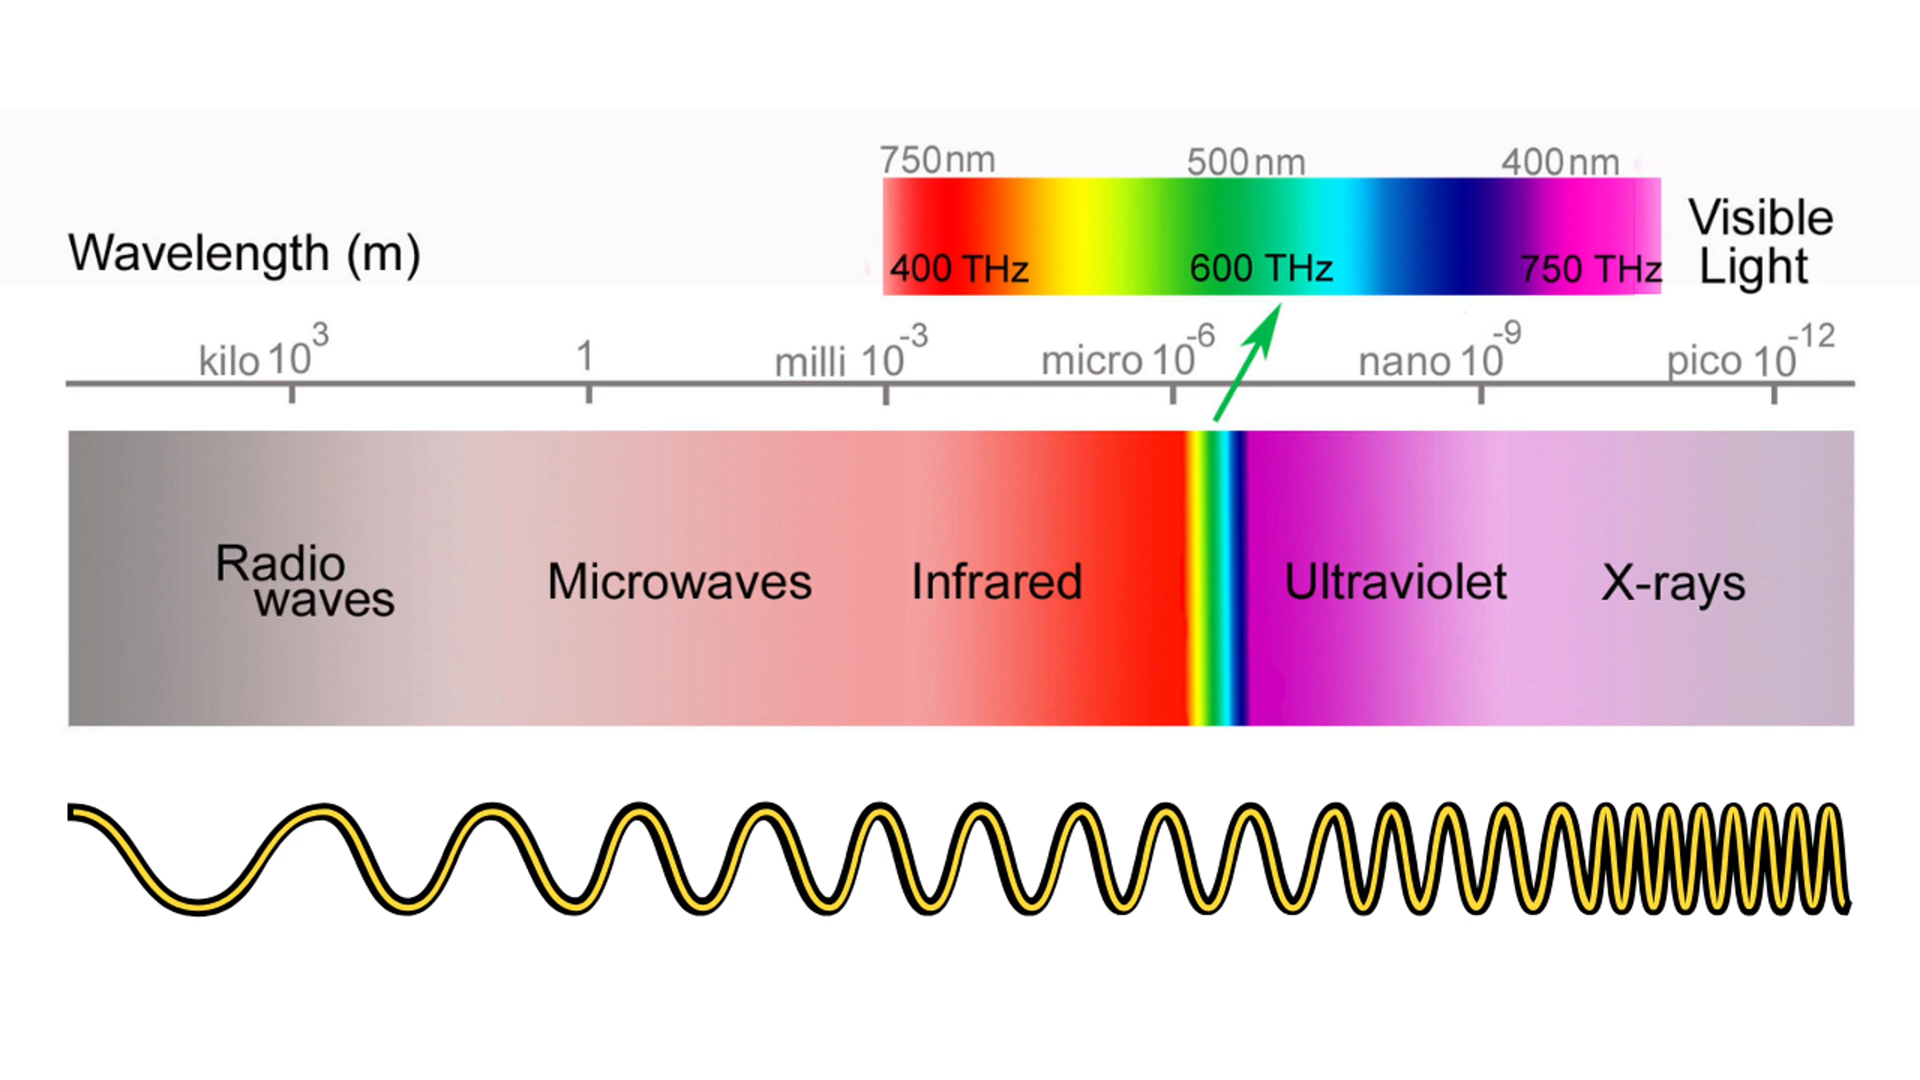 750nm 500nm 400nm
Visible
Light
Wavelength (m)
400 THz 600 THz 750 THz
kilo 10³ 1 milli 10⁻³ micro 10⁻⁶ nano 10⁻⁹ pico 10⁻¹²
Radio
waves
Microwaves
Infrared
Ultraviolet
X-rays